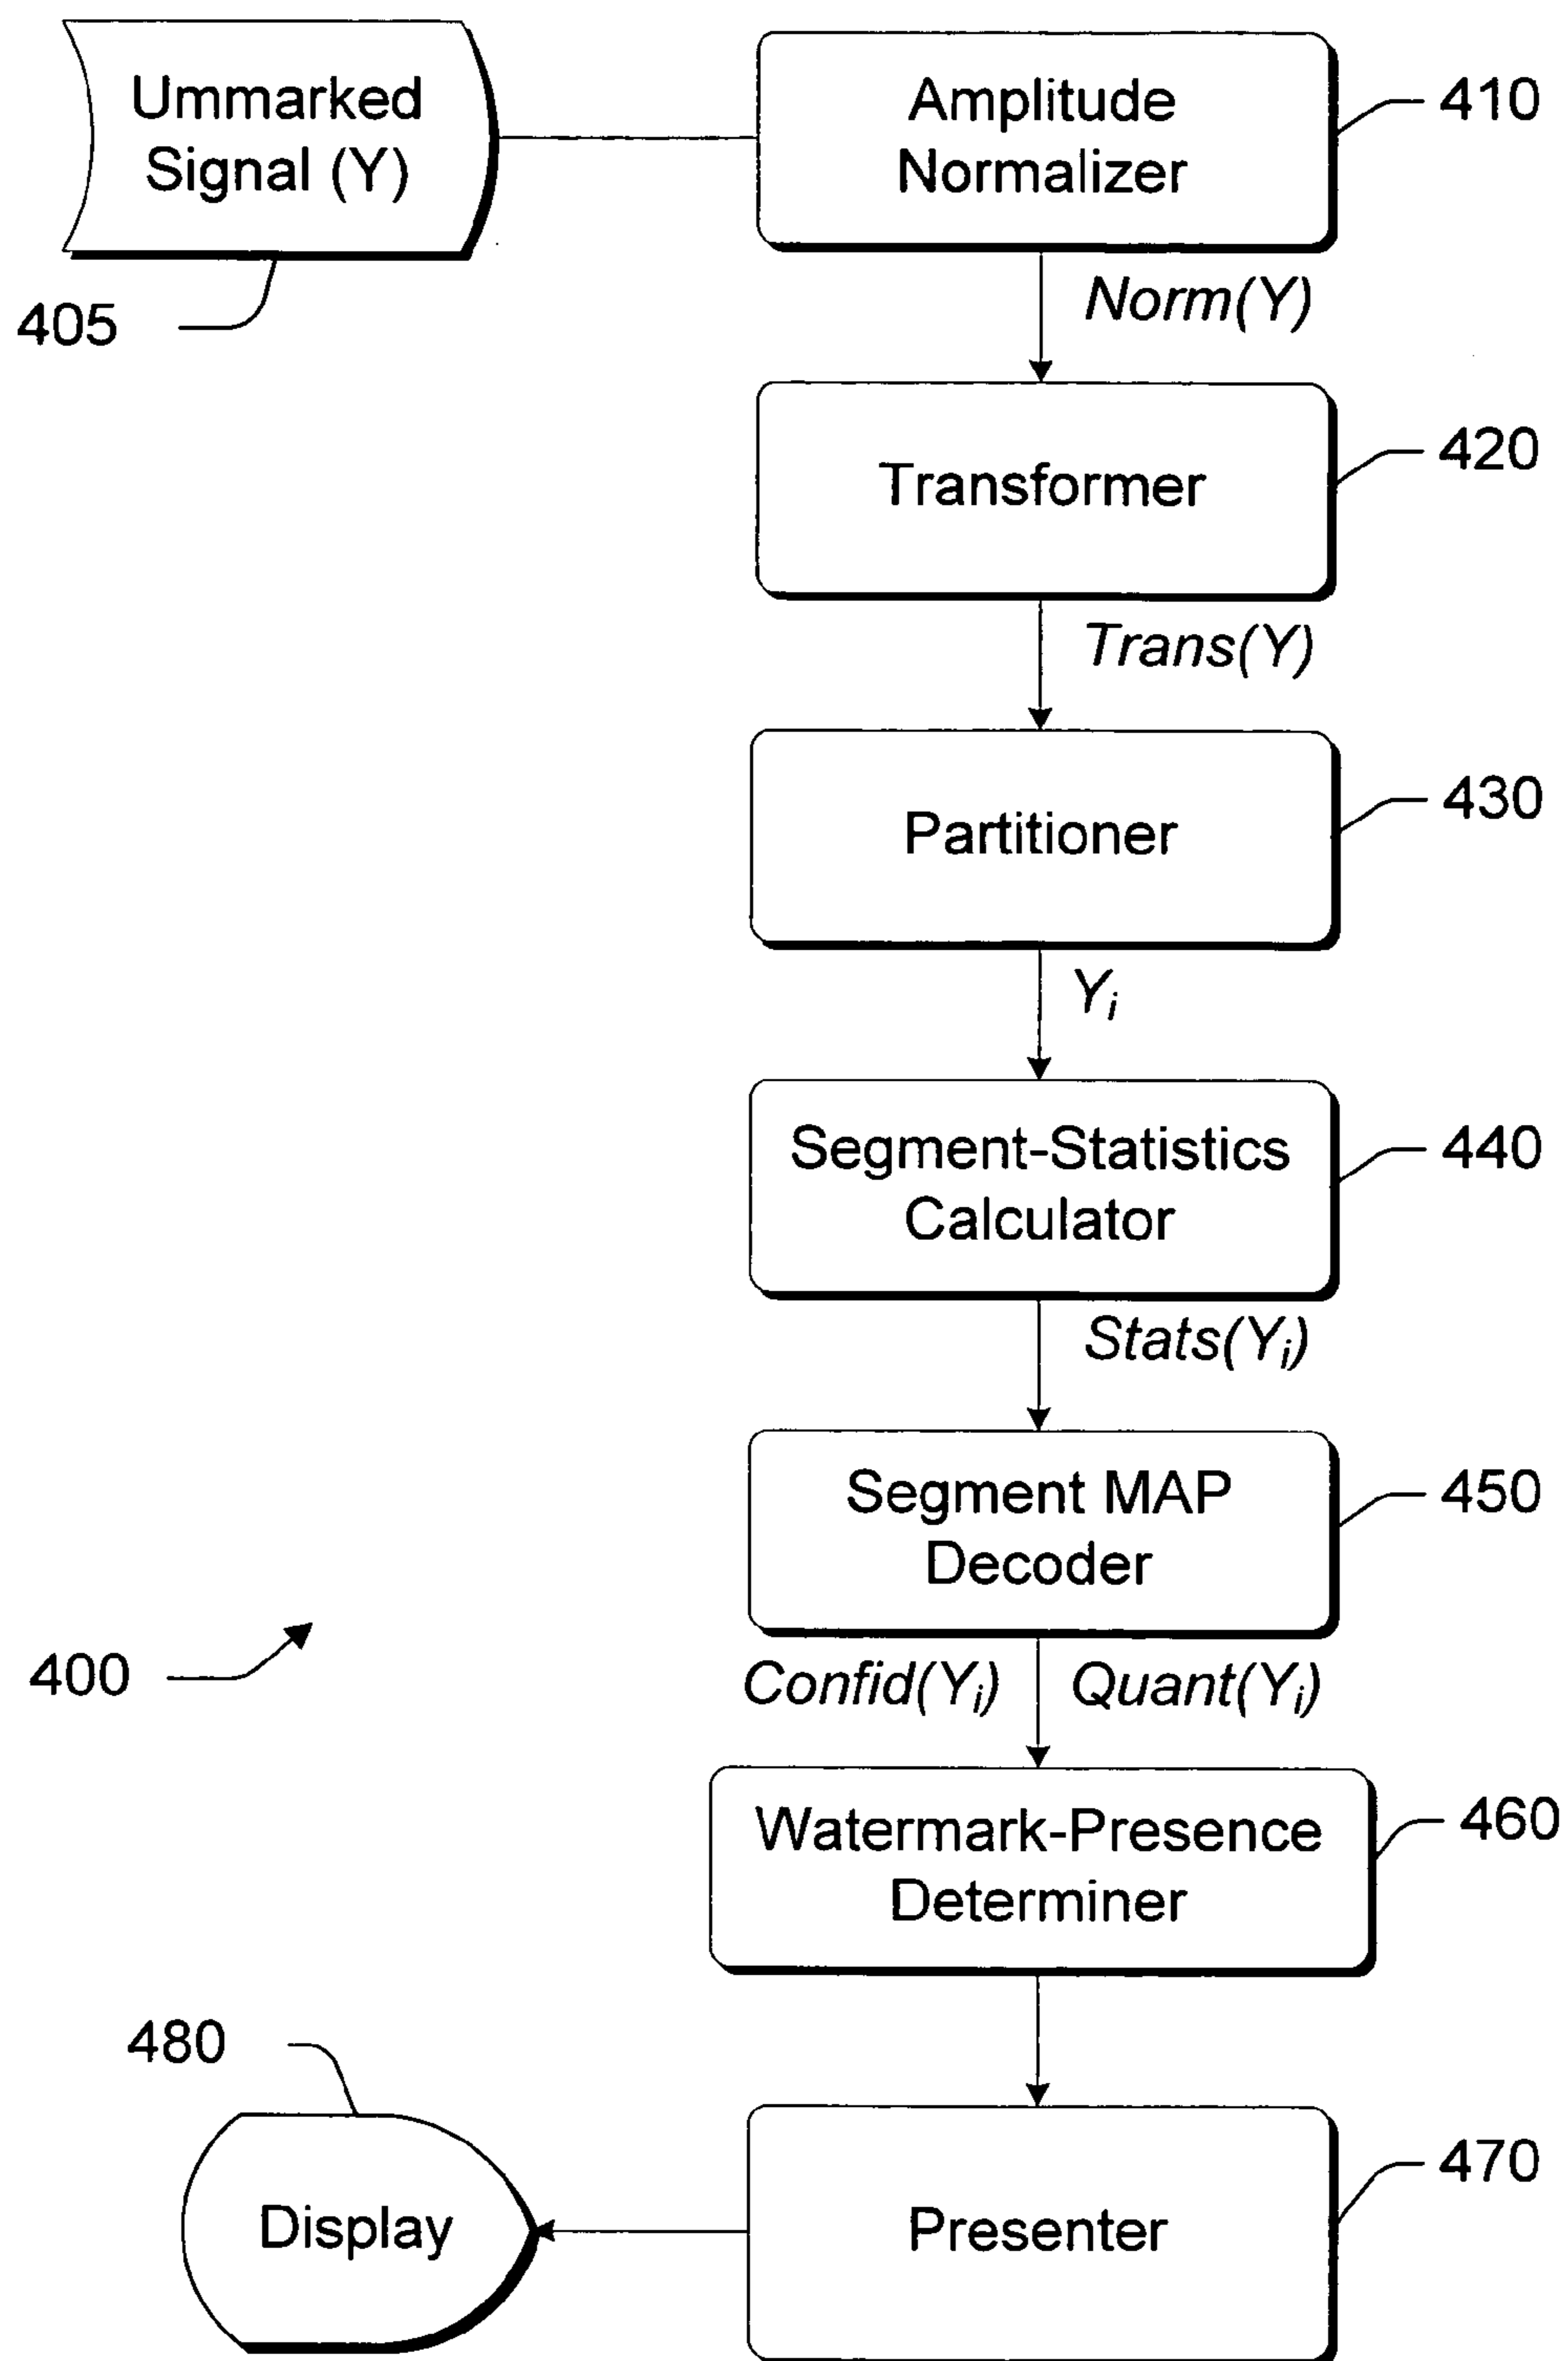 Ummarked
Signal (Y)
405
Amplitude
Normalizer
410
Norm(Y)
Transformer
420
Trans(Y)
Partitioner
430
Yi
Segment-Statistics
Calculator
440
Stats(Yi)
Segment MAP
Decoder
450
400
Confid(Yi) Quant(Yi)
Watermark-Presence
Determiner
460
480
Display
Presenter
470